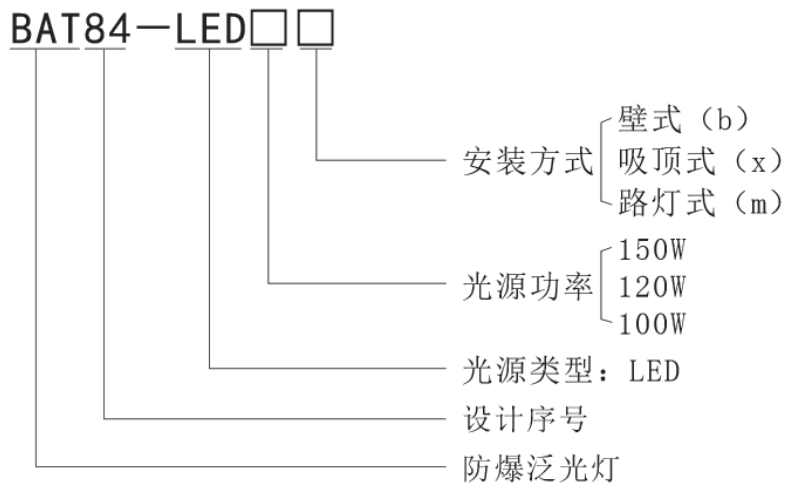 BAT84—LED□□
壁式（b）
安装方式
吸顶式（x）
路灯式（m）
150W
光源功率
120W
100W
光源类型：LED
设计序号
防爆泛光灯